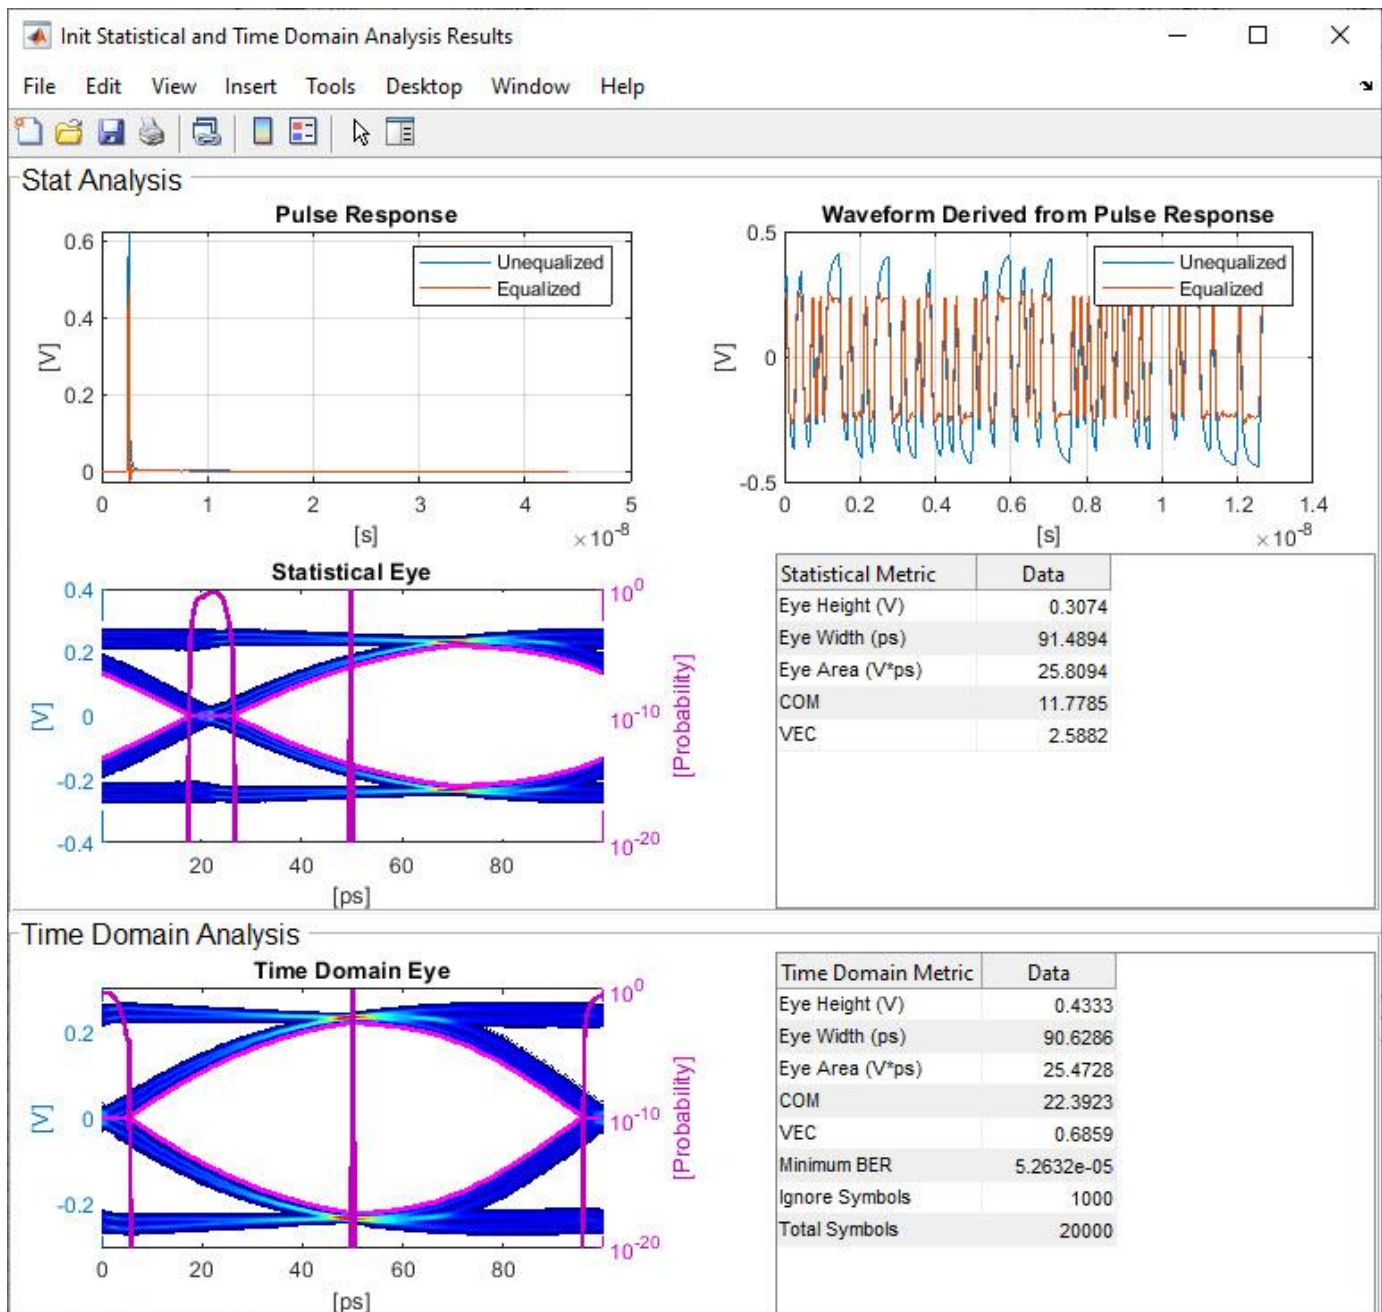 Init Statistical and Time Domain Analysis Results
File Edit View Insert Tools Desktop Window Help
Stat Analysis
Pulse Response
0.6
0.4
0.2
0
[V]
Unequalized
Equalized
0 1 2 3 4 5
[s] ×10^-8
Waveform Derived from Pulse Response
0.5
0
-0.5
[V]
Unequalized
Equalized
0 0.2 0.4 0.6 0.8 1 1.2 1.4
[s] ×10^-8
Statistical Eye
0.4
0.2
0
-0.2
-0.4
[V]
10^0
10^-10
10^-20
[Probability]
20 40 60 80
[ps]
Statistical Metric Data
Eye Height (V) 0.3074
Eye Width (ps) 91.4894
Eye Area (V*ps) 25.8094
COM 11.7785
VEC 2.5882
Time Domain Analysis
Time Domain Eye
0.2
0
-0.2
[V]
10^0
10^-10
10^-20
[Probability]
0 20 40 60 80
[ps]
Time Domain Metric Data
Eye Height (V) 0.4333
Eye Width (ps) 90.6286
Eye Area (V*ps) 25.4728
COM 22.3923
VEC 0.6859
Minimum BER 5.2632e-05
Ignore Symbols 1000
Total Symbols 20000